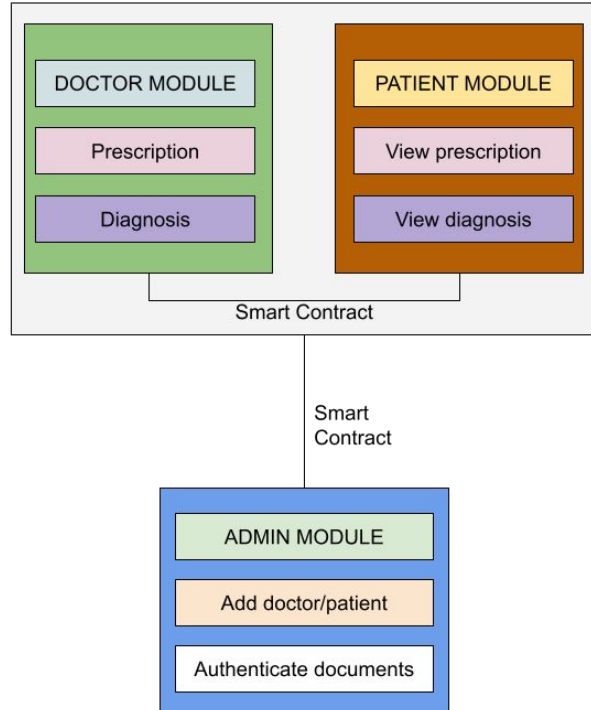 DOCTOR MODULE
Prescription
Diagnosis
PATIENT MODULE
View prescription
View diagnosis
Smart Contract
Smart
Contract
ADMIN MODULE
Add doctor/patient
Authenticate documents